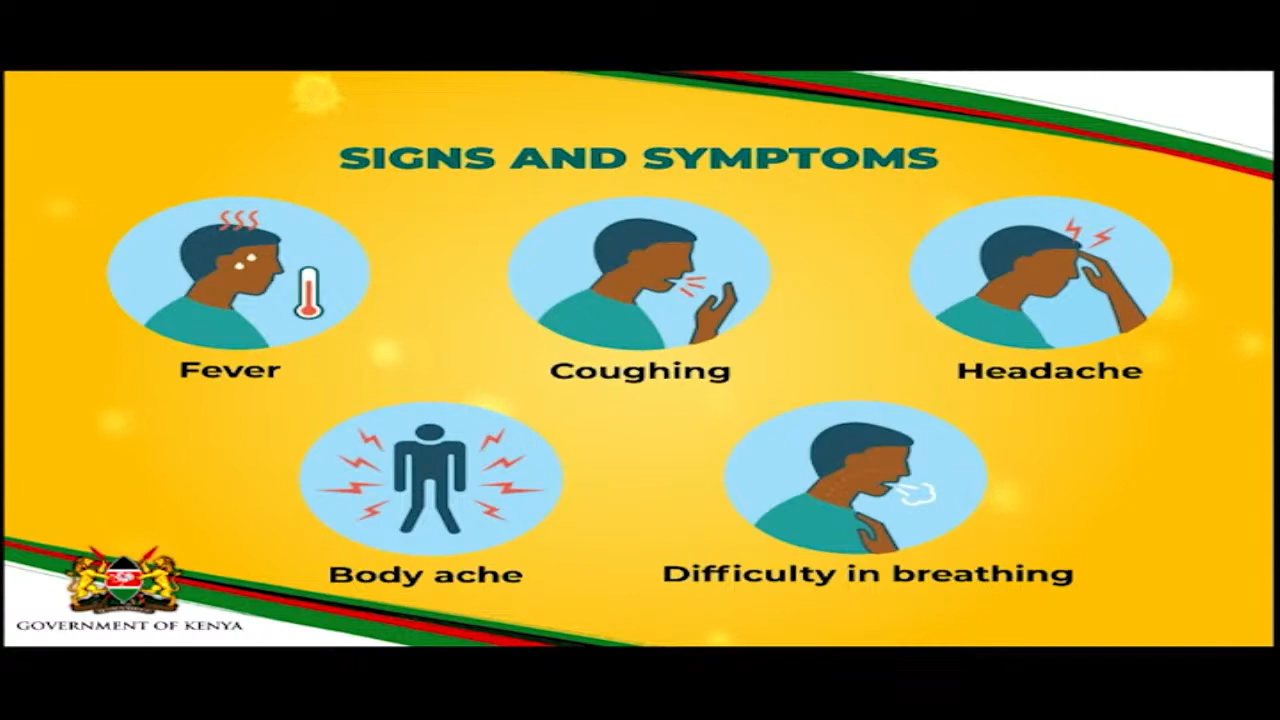 SIGNS AND SYMPTOMS
Fever
Coughing
Headache
Body ache
Difficulty in breathing
GOVERNMENT OF KENYA